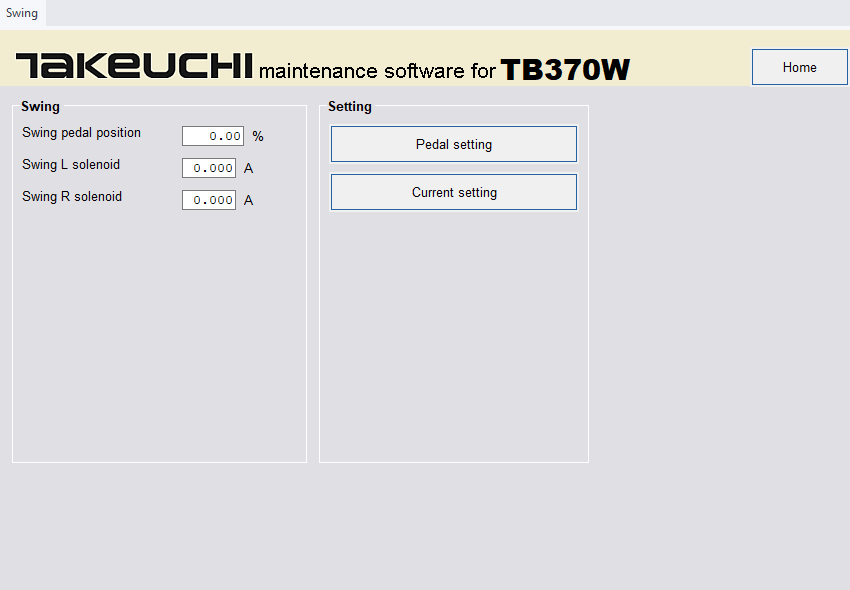 Swing
TAKEUCHI maintenance software for TB370W
Home
Swing
Swing pedal position 0.00 %
Swing L solenoid 0.000 A
Swing R solenoid 0.000 A
Setting
Pedal setting
Current setting